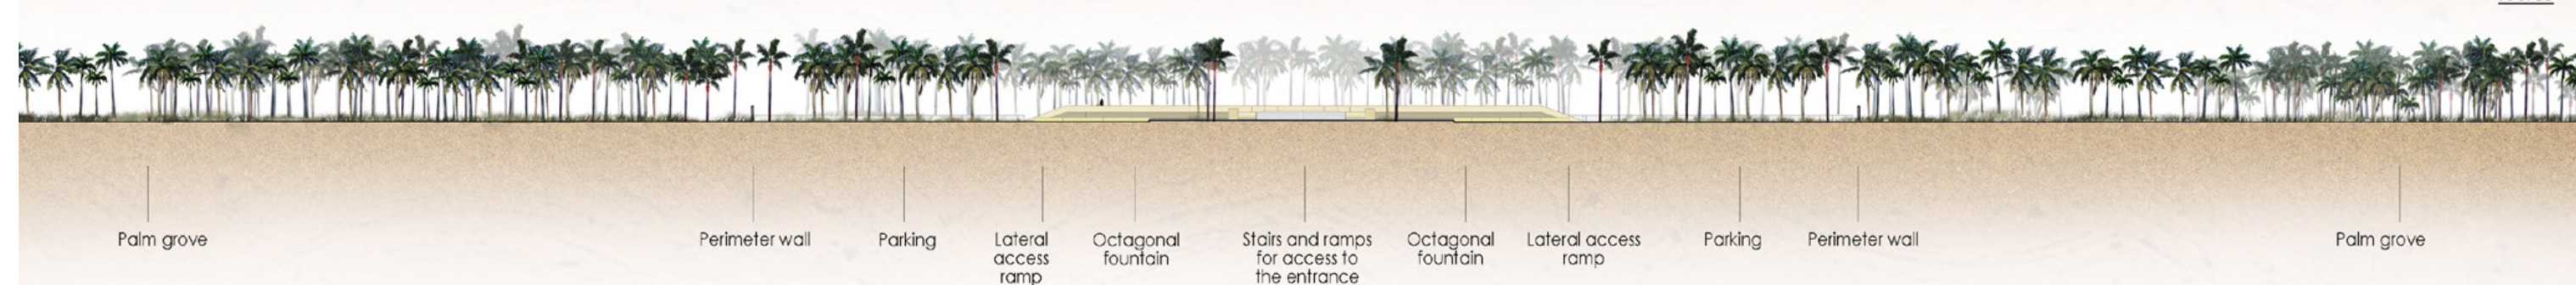 Palm grove
Perimeter wall
Parking
Lateral
access
ramp
Octagonal
fountain
Stairs and ramps
for access to
the entrance
Octagonal
fountain
Lateral access
ramp
Parking
Perimeter wall
Palm grove